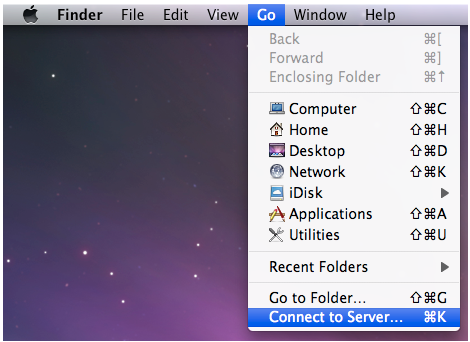 Finder File Edit View Go Window Help
Back ⌘[
Forward ⌘]
Enclosing Folder ⌘↑
Computer ⇧⌘C
Home ⇧⌘H
Desktop ⇧⌘D
Network ⇧⌘K
iDisk
Applications ⇧⌘A
Utilities ⇧⌘U
Recent Folders
Go to Folder... ⇧⌘G
Connect to Server... ⌘K